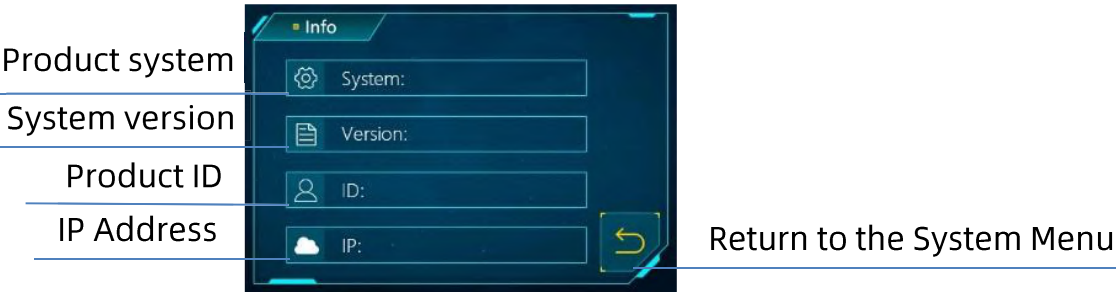 Info
Product system
System:
System version
Version:
Product ID
ID:
IP Address
IP:
Return to the System Menu